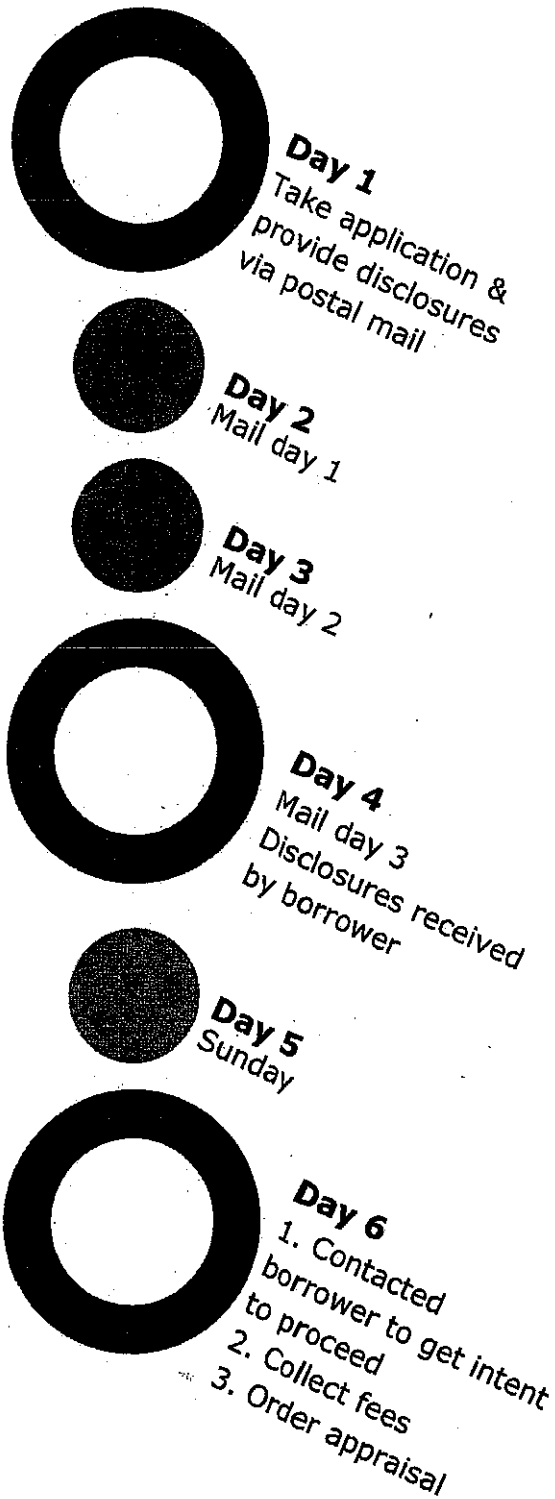 Day 1
Take application &
provide disclosures
via postal mail
Day 2
Mail day 1
Day 3
Mail day 2
Day 4
Mail day 3
Disclosures received
by borrower
Day 5
Sunday
Day 6
1. Contacted
borrower to get intent
to proceed
2. Collect fees
3. Order appraisal